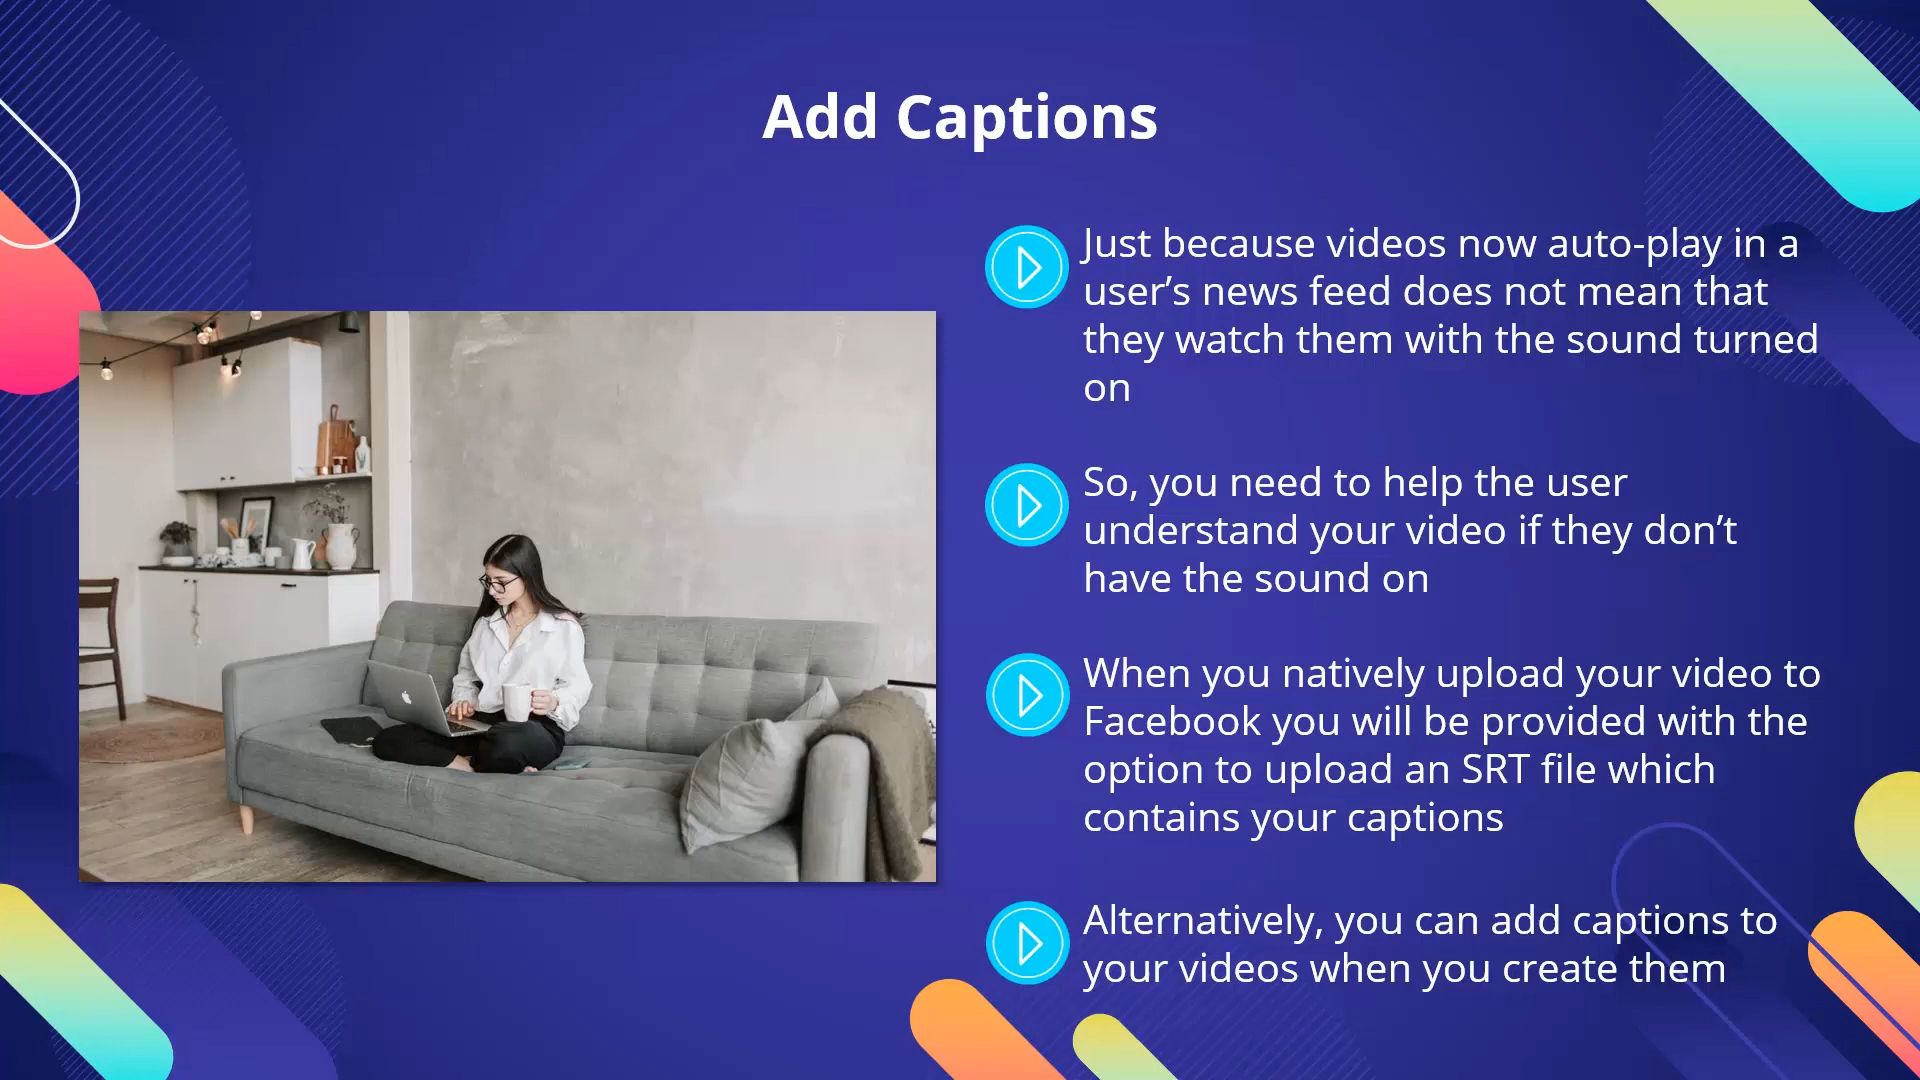 Add Captions
Just because videos now auto-play in a
user’s news feed does not mean that
they watch them with the sound turned
on
So, you need to help the user
understand your video if they don’t
have the sound on
When you natively upload your video to
Facebook you will be provided with the
option to upload an SRT file which
contains your captions
Alternatively, you can add captions to
your videos when you create them